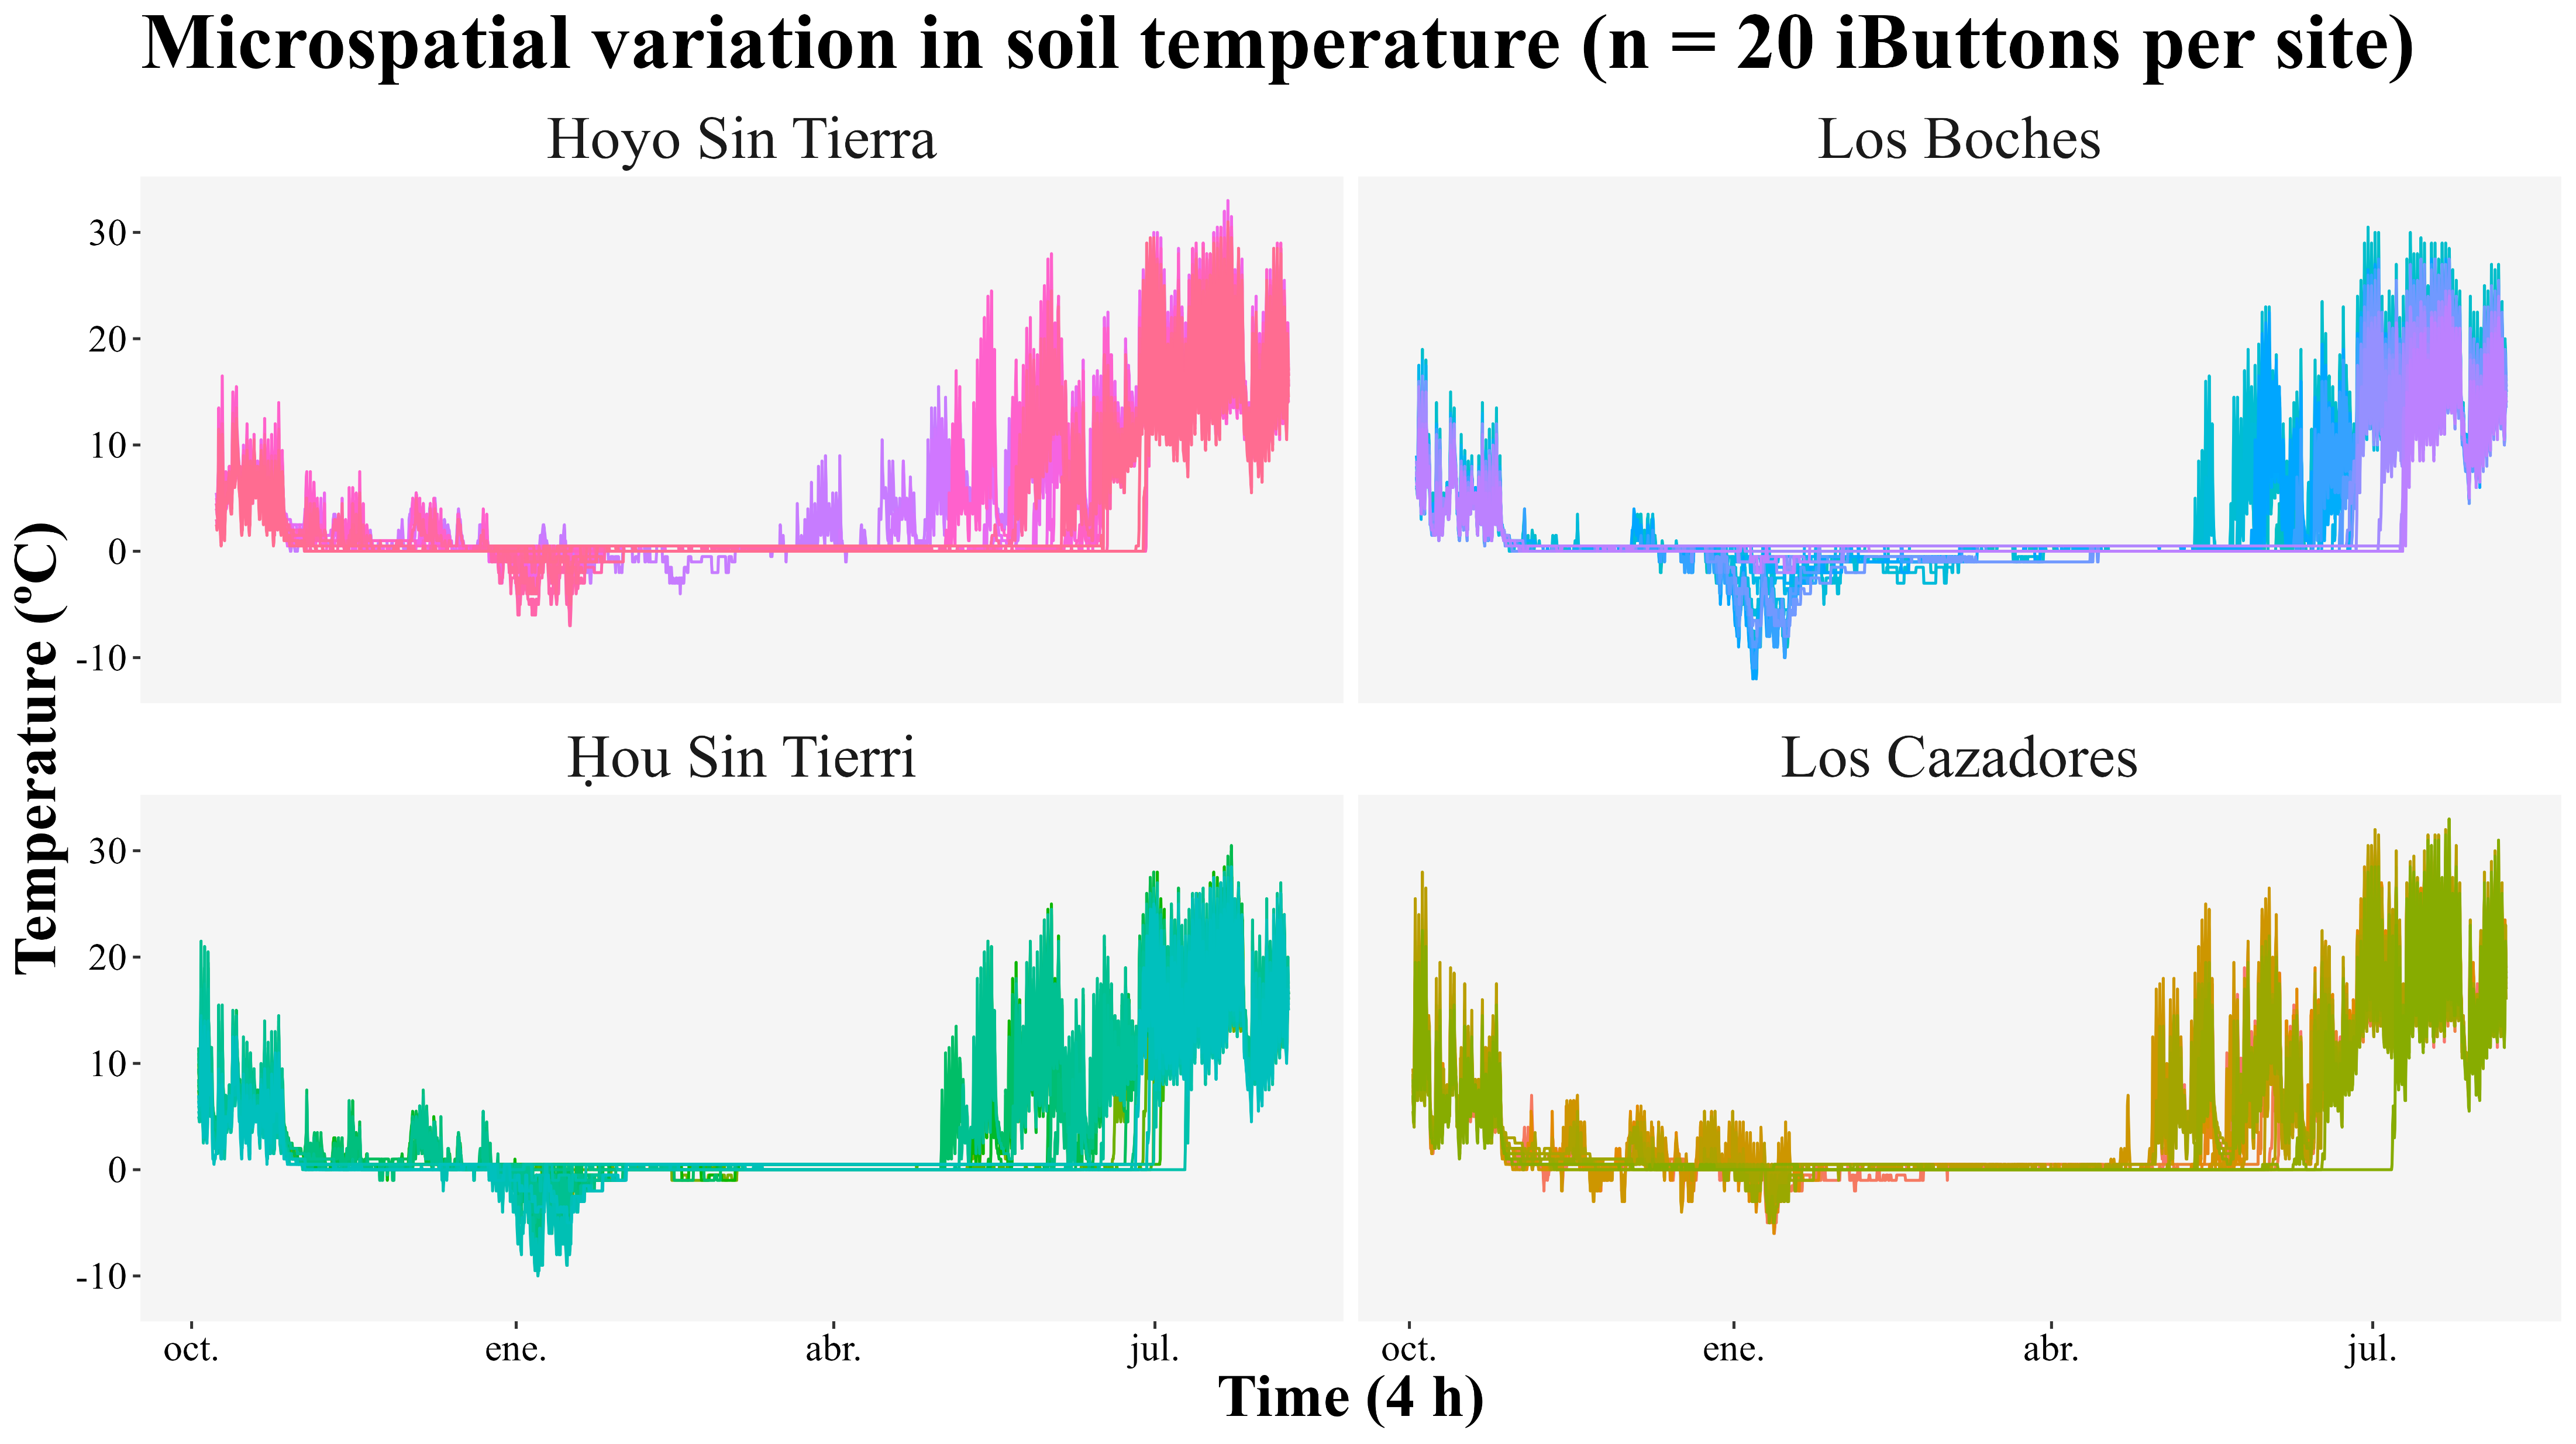 Microspatial variation in soil temperature (n = 20 iButtons per site)
Hoyo Sin Tierra
Los Boches
30
20
10
0
-10
Temperature (ºC)
Ḥou Sin Tierri
Los Cazadores
30
20
10
0
-10
oct.
ene.
abr.
jul.
oct.
ene.
abr.
jul.
Time (4 h)